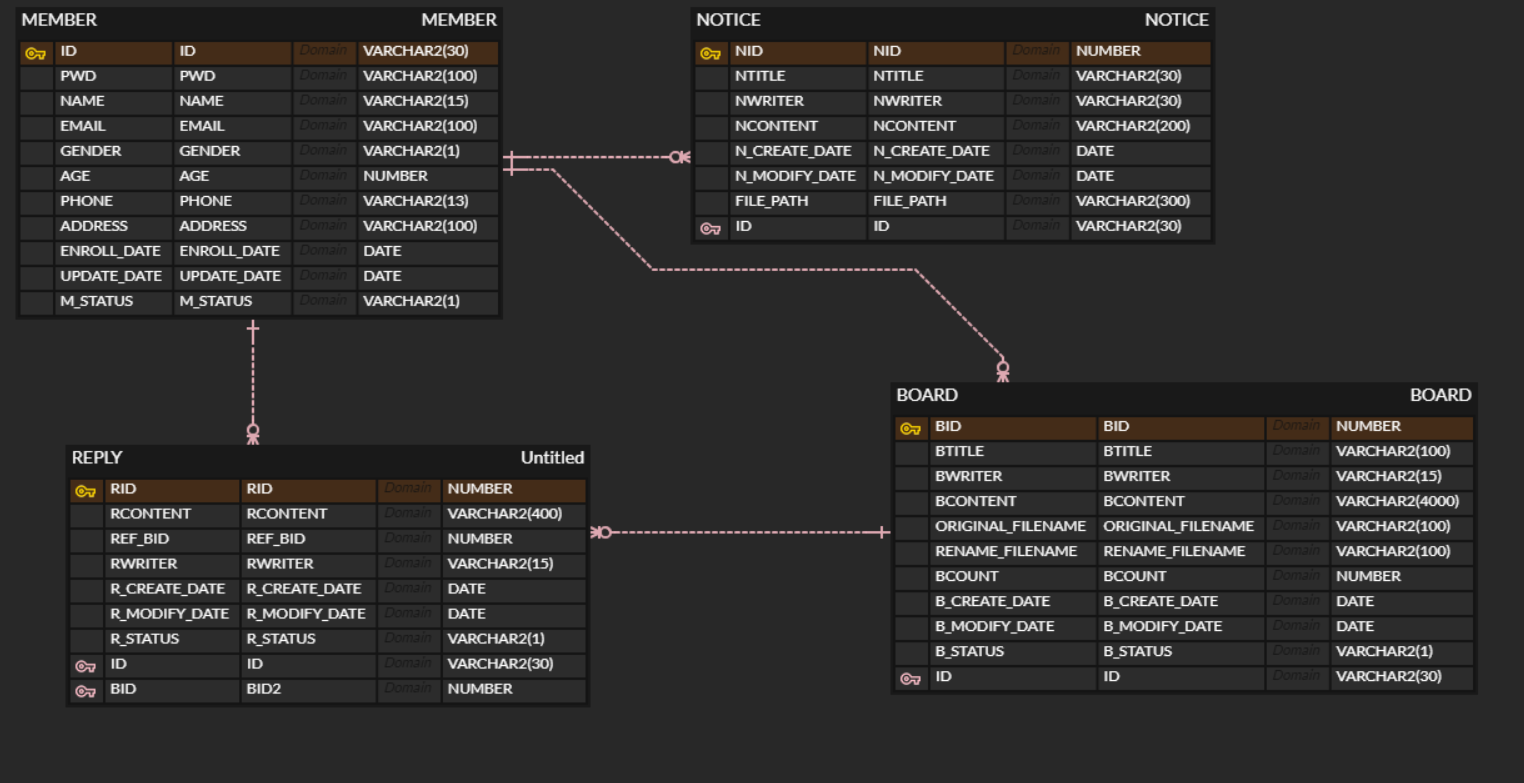 MEMBER MEMBER
ID ID Domain VARCHAR2(30)
PWD PWD Domain VARCHAR2(100)
NAME NAME Domain VARCHAR2(15)
EMAIL EMAIL Domain VARCHAR2(100)
GENDER GENDER Domain VARCHAR2(1)
AGE AGE Domain NUMBER
PHONE PHONE Domain VARCHAR2(13)
ADDRESS ADDRESS Domain VARCHAR2(100)
ENROLL_DATE ENROLL_DATE Domain DATE
UPDATE_DATE UPDATE_DATE Domain DATE
M_STATUS M_STATUS Domain VARCHAR2(1)
NOTICE NOTICE
NID NID Domain NUMBER
NTITLE NTITLE Domain VARCHAR2(30)
NWRITER NWRITER Domain VARCHAR2(30)
NCONTENT NCONTENT Domain VARCHAR2(200)
N_CREATE_DATE N_CREATE_DATE Domain DATE
N_MODIFY_DATE N_MODIFY_DATE Domain DATE
FILE_PATH FILE_PATH Domain VARCHAR2(300)
ID ID Domain VARCHAR2(30)
REPLY Untitled
RID RID Domain NUMBER
RCONTENT RCONTENT Domain VARCHAR2(400)
REF_BID REF_BID Domain NUMBER
RWRITER RWRITER Domain VARCHAR2(15)
R_CREATE_DATE R_CREATE_DATE Domain DATE
R_MODIFY_DATE R_MODIFY_DATE Domain DATE
R_STATUS R_STATUS Domain VARCHAR2(1)
ID ID Domain VARCHAR2(30)
BID BID2 Domain NUMBER
BOARD BOARD
BID BID Domain NUMBER
BTITLE BTITLE Domain VARCHAR2(100)
BWRITER BWRITER Domain VARCHAR2(15)
BCONTENT BCONTENT Domain VARCHAR2(4000)
ORIGINAL_FILENAME ORIGINAL_FILENAME Domain VARCHAR2(100)
RENAME_FILENAME RENAME_FILENAME Domain VARCHAR2(100)
BCOUNT BCOUNT Domain NUMBER
B_CREATE_DATE B_CREATE_DATE Domain DATE
B_MODIFY_DATE B_MODIFY_DATE Domain DATE
B_STATUS B_STATUS Domain VARCHAR2(1)
ID ID Domain VARCHAR2(30)